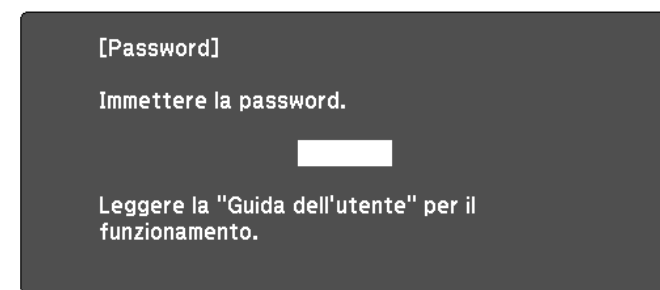 [Password]
Immettere la password.
Leggere la "Guida dell'utente" per il
funzionamento.